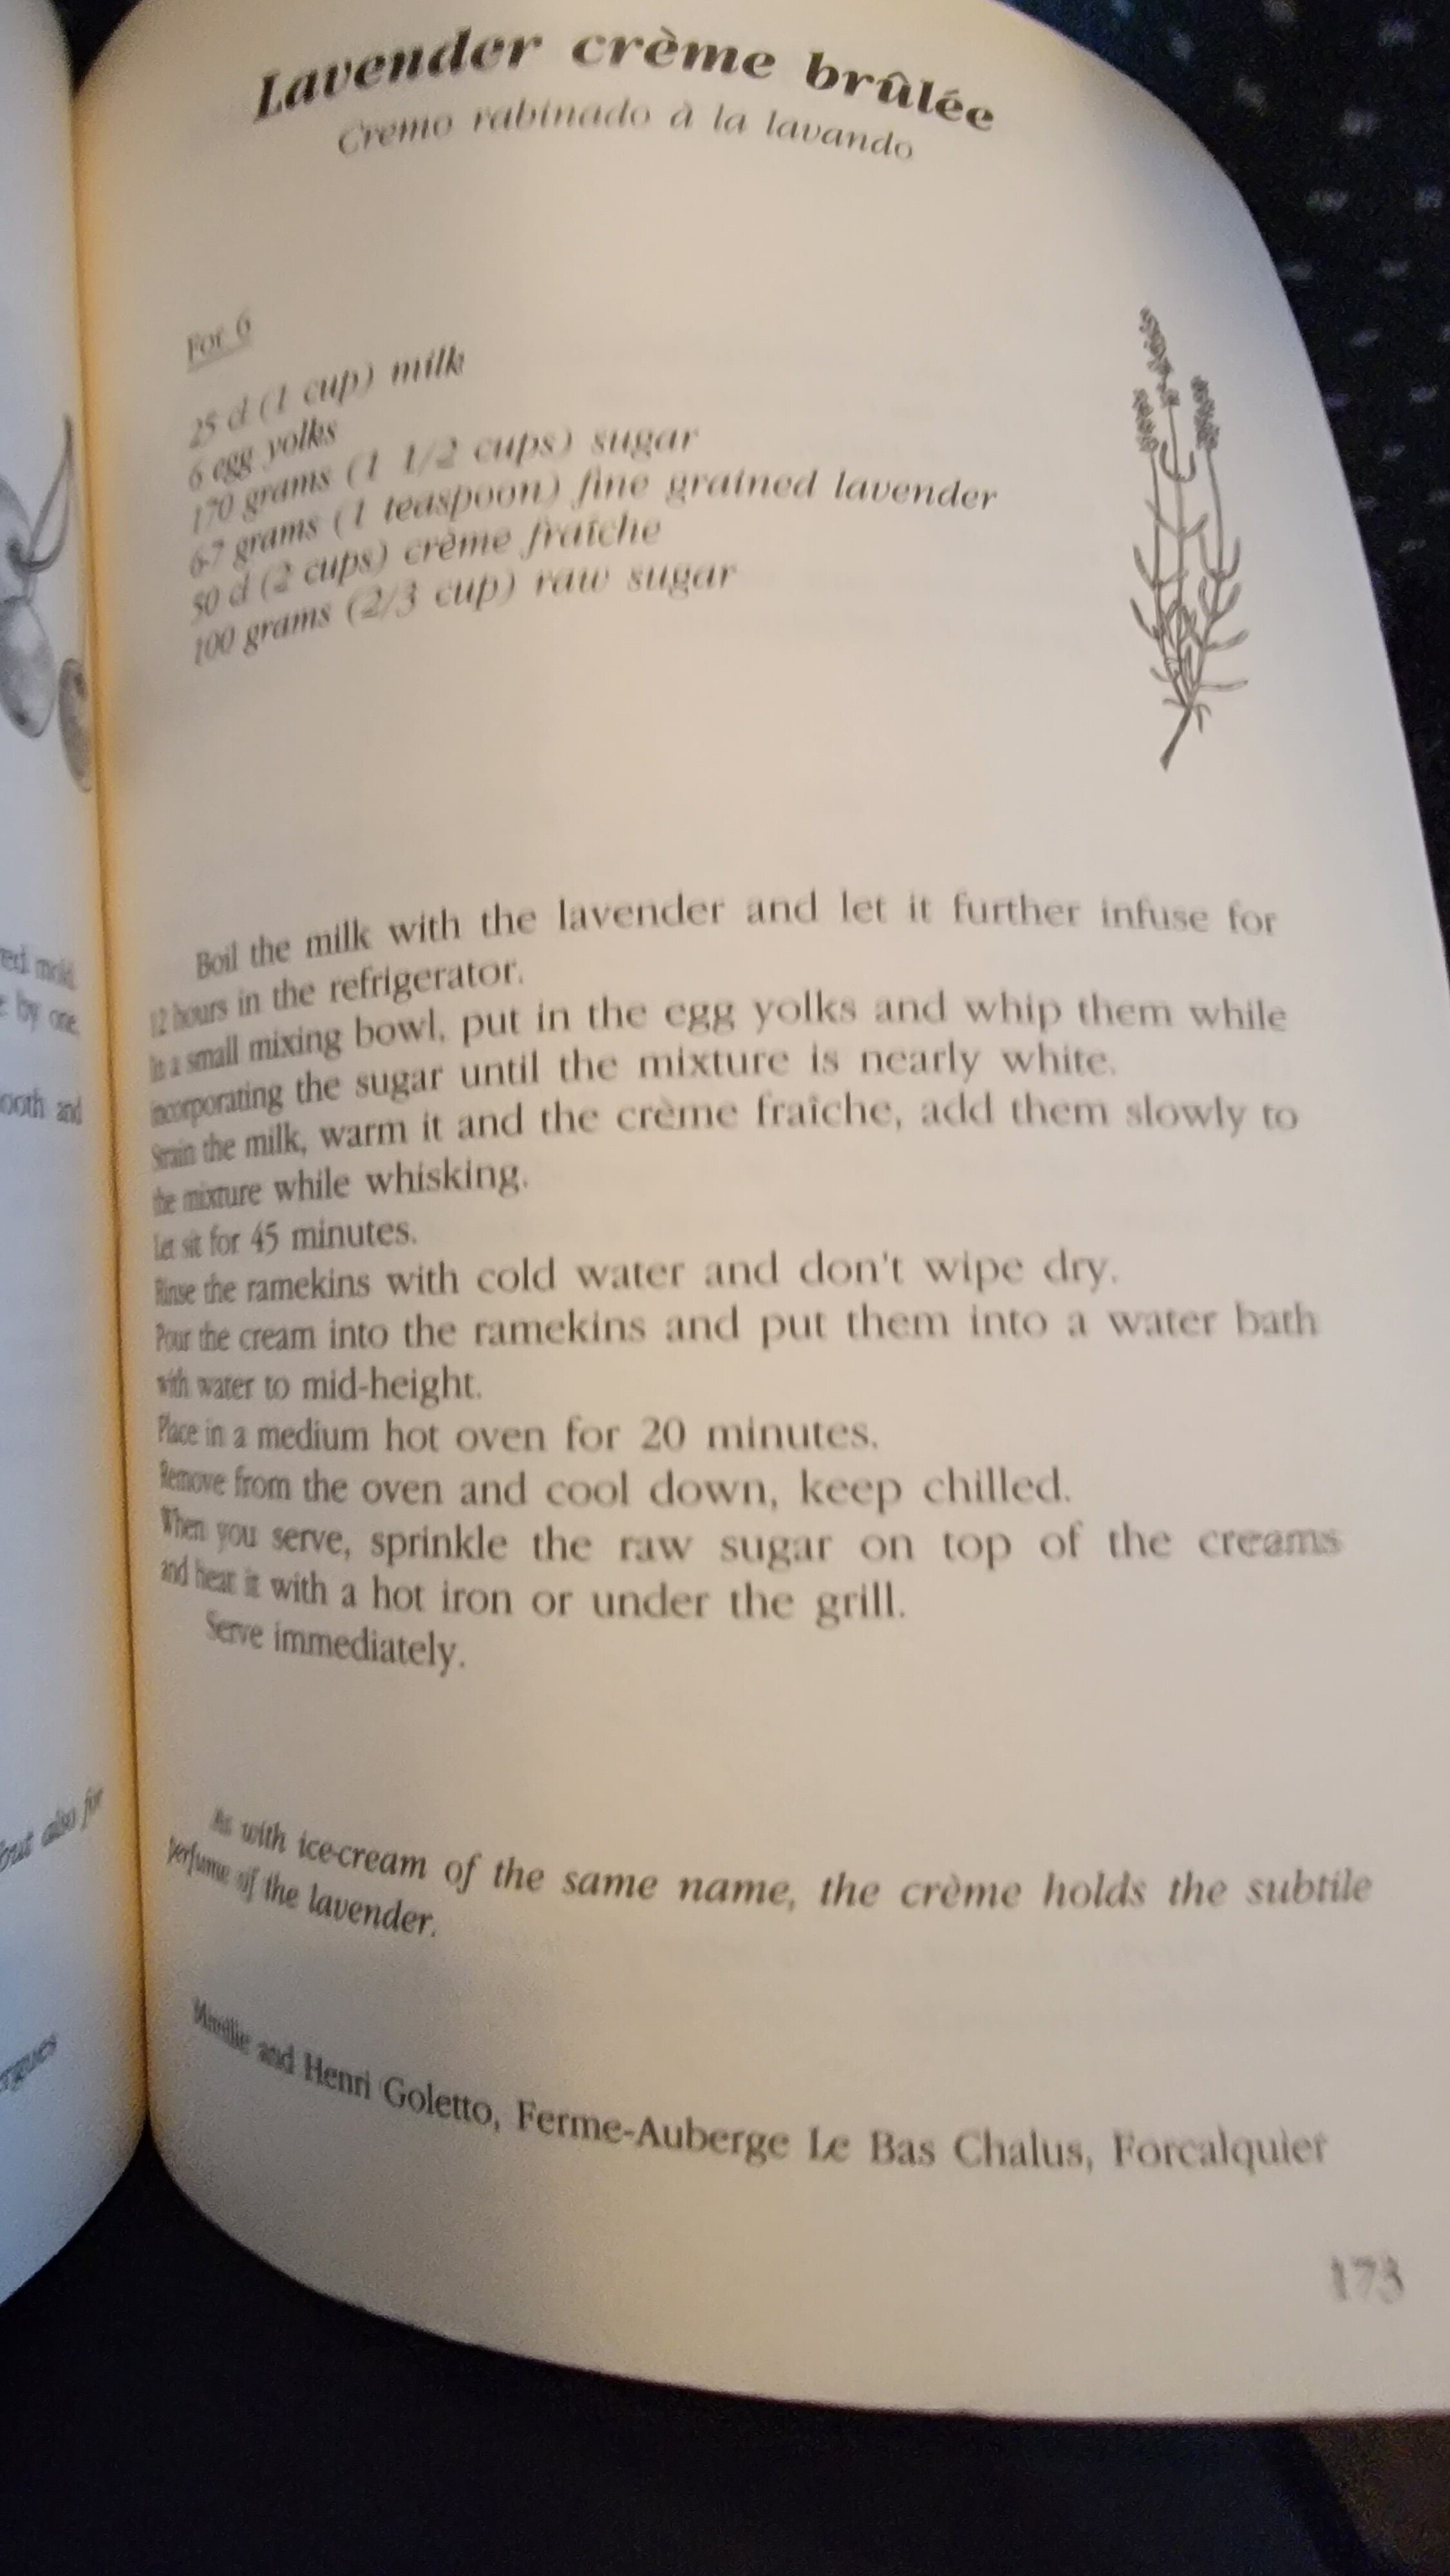 Lavender crème brûlée
Cremo rabinado à la lavando
For 6
25 cl (1 cup) milk
6 egg yolks
170 grams (1 1/2 cups) sugar
6-7 grams (1 teaspoon) fine grained lavender
50 cl (2 cups) crème fraîche
100 grams (2/3 cup) raw sugar
Boil the milk with the lavender and let it further infuse for
12 hours in the refrigerator.
In a small mixing bowl, put in the egg yolks and whip them while
incorporating the sugar until the mixture is nearly white.
Strain the milk, warm it and the crème fraîche, add them slowly to
the mixture while whisking.
Let sit for 45 minutes.
Rinse the ramekins with cold water and don't wipe dry.
Pour the cream into the ramekins and put them into a water bath
with water to mid-height.
Place in a medium hot oven for 20 minutes.
Remove from the oven and cool down, keep chilled.
When you serve, sprinkle the raw sugar on top of the creams
and heat it with a hot iron or under the grill.
Serve immediately.
As with ice-cream of the same name, the crème holds the subtile
perfume of the lavender.
and Henri Goletto, Ferme-Auberge Le Bas Chalus, Forcalquier
173
by one,
and
but also for